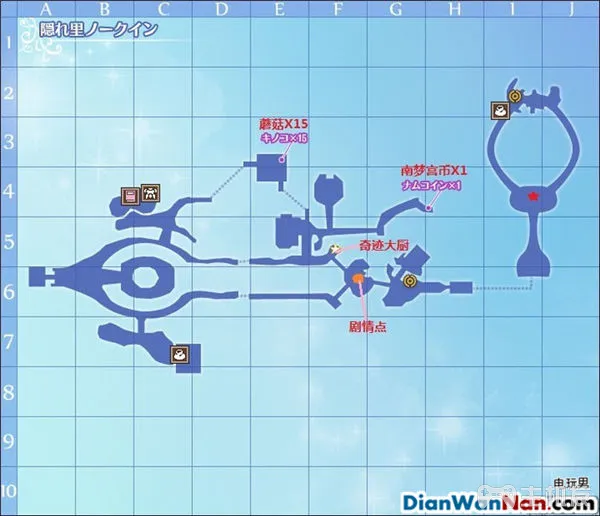 A B C D E F G H I J
隠れ里ノークイン
1
2
3
蘑菇X15
キノコ×15
南梦宫币X1
ナムコイン×1
4
5
奇迹大厨
6
剧情点
7
8
9
10
电玩男
DianWanNan.com